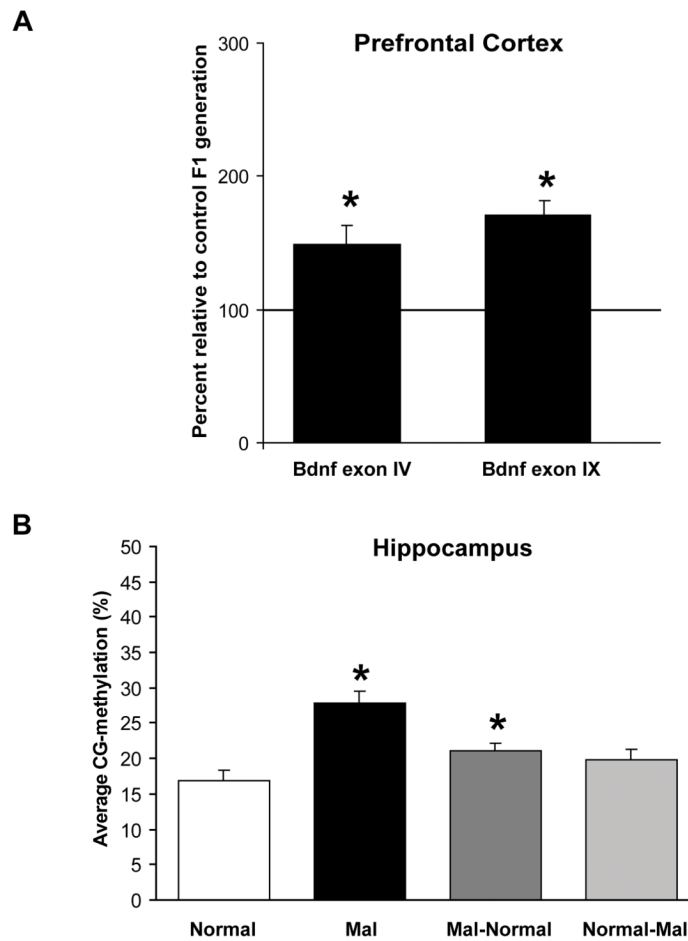 A
Prefrontal Cortex
Percent relative to control F1 generation
300
200
100
0
*
*
Bdnf exon IV
Bdnf exon IX
B
Hippocampus
Average CG-methylation (%)
50
45
40
35
30
25
20
15
10
5
0
*
*
Normal
Mal
Mal-Normal
Normal-Mal